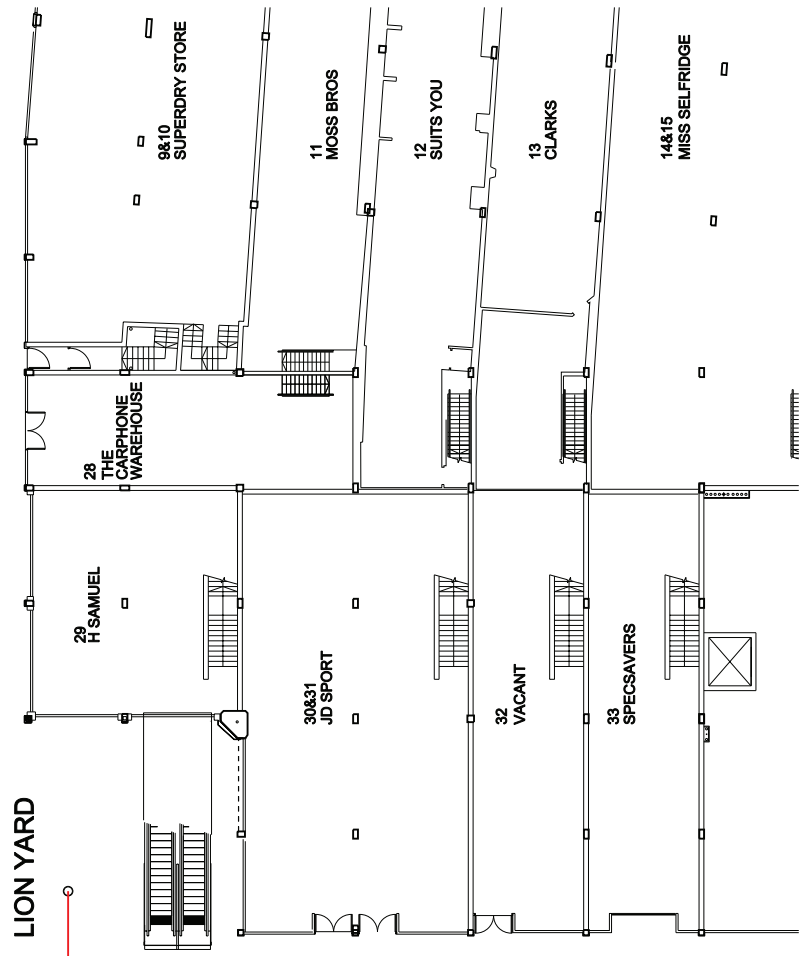 9&10
SUPERDRY STORE
11
MOSS BROS
12
SUITS YOU
13
CLARKS
14&15
MISS SELFRIDGE
28
THE
CARPHONE
WAREHOUSE
29
H SAMUEL
30&31
JD SPORT
32
VACANT
33
SPECSAVERS
LION YARD